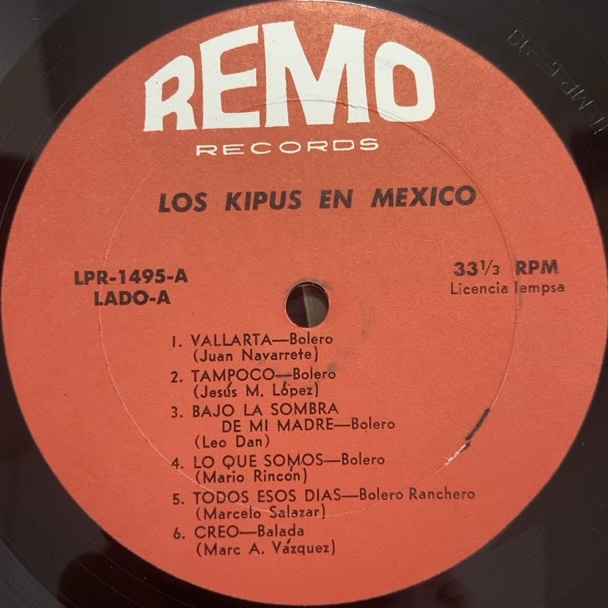 REMO
RECORDS
LOS KIPUS EN MEXICO
LPR-1495-A
LADO-A
33⅓ RPM
Licencia Iempsa
1. VALLARTA—Bolero
(Juan Navarrete)
2. TAMPOCO—Bolero
(Jesús M. López)
3. BAJO LA SOMBRA
DE MI MADRE—Bolero
(Leo Dan)
4. LO QUE SOMOS—Bolero
(Mario Rincón)
5. TODOS ESOS DIAS—Bolero Ranchero
(Marcelo Salazar)
6. CREO—Balada
(Marc A. Vázquez)